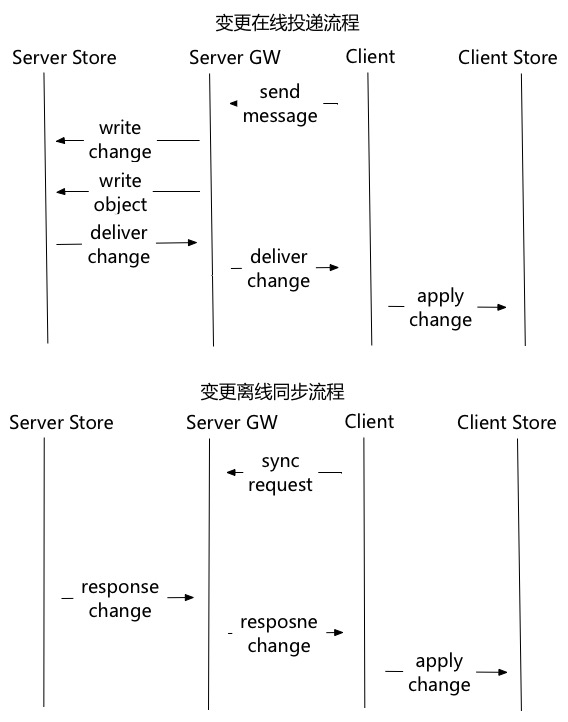 变更在线投递流程
Server Store Server GW Client Client Store
send
message
write
change
write
object
deliver
change
deliver
change
apply
change
变更离线同步流程
Server Store Server GW Client Client Store
sync
request
response
change
resposne
change
apply
change